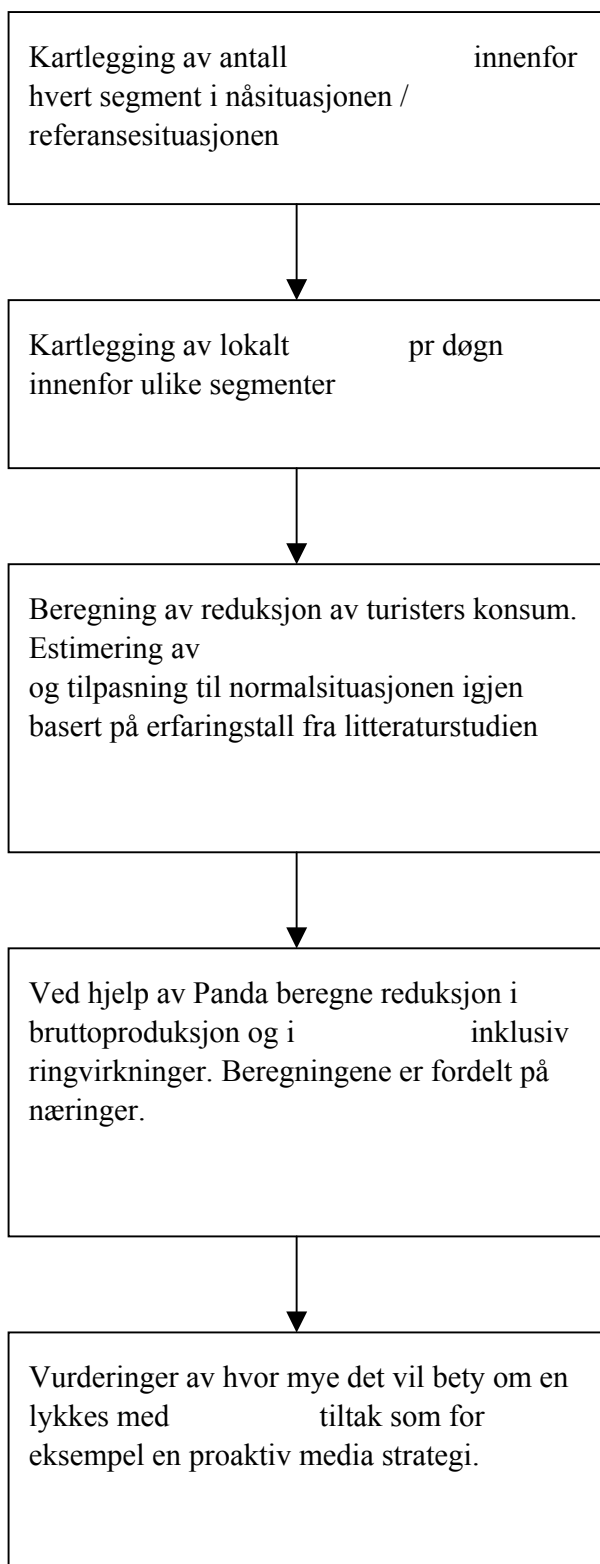 Kartlegging av antall innenfor
hvert segment i nåsituasjonen /
referansesituasjonen
Kartlegging av lokalt pr døgn
innenfor ulike segmenter
Beregning av reduksjon av turisters konsum.
Estimering av
og tilpasning til normalsituasjonen igjen
basert på erfaringstall fra litteraturstudien
Ved hjelp av Panda beregne reduksjon i
bruttoproduksjon og i inklusiv
ringvirkninger. Beregningene er fordelt på
næringer.
Vurderinger av hvor mye det vil bety om en
lykkes med tiltak som for
eksempel en proaktiv media strategi.